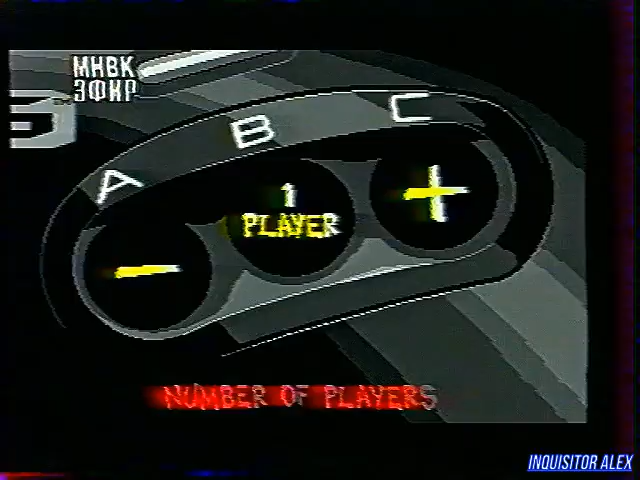 МНВК
ЭФИР
A
B
C
1
PLAYER
NUMBER OF PLAYERS
INQUISITOR ALEX